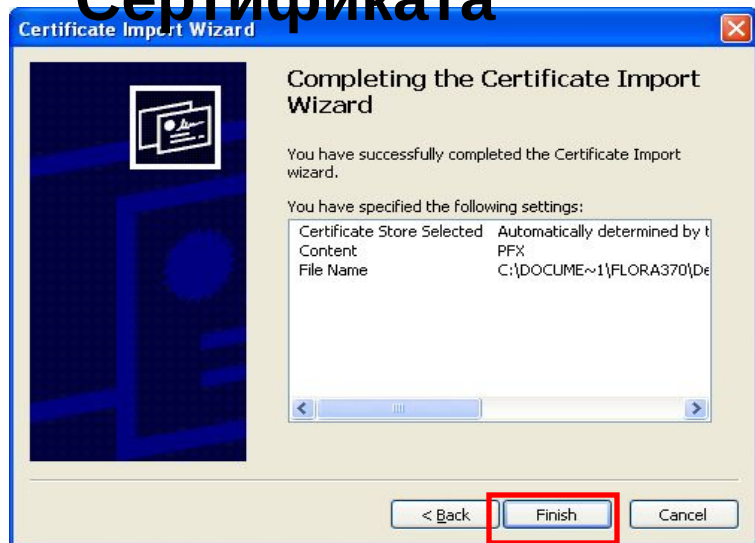 Сертификата
Certificate Import Wizard
Completing the Certificate Import
Wizard
You have successfully completed the Certificate Import
wizard.
You have specified the following settings:
Certificate Store Selected Automatically determined by t
Content PFX
File Name C:\DOCUME~1\FLORA370\De
< Back Finish Cancel